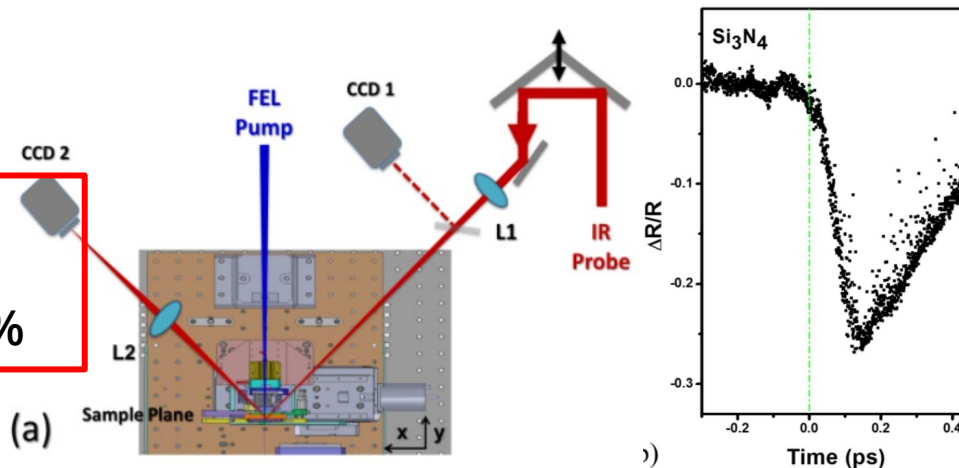 CCD 2
FEL
Pump
CCD 1
L1
IR
Probe
%
L2
Sample Plane
x
y
(a)
Si₃N₄
ΔR/R
0.0
-0.1
-0.2
-0.3
-0.2 0.0 0.2 0.4
Time (ps)
)